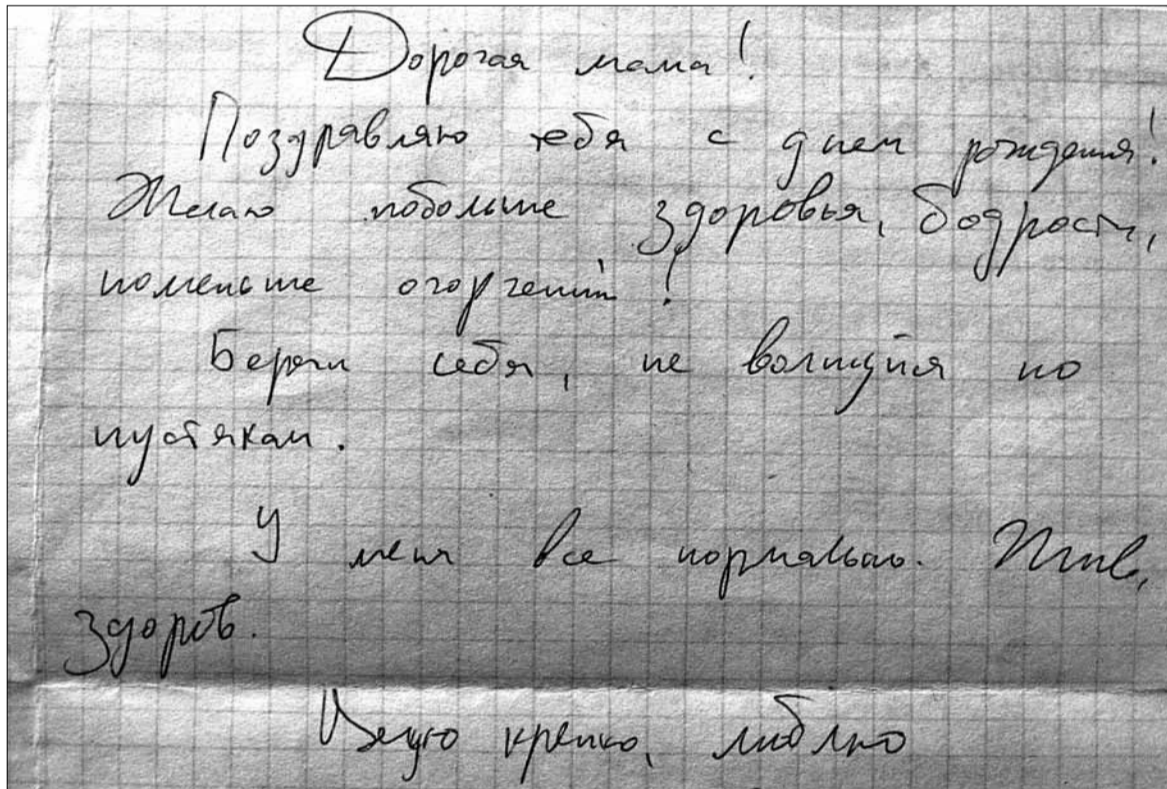 Дорогая мама!
Поздравляю тебя с днем рождения!
Желаю побольше здоровья, бодрости,
поменьше огорчений!
Береги себя, не волнуйся по
пустякам.
У меня все нормально. Жив,
здоров.
Целую крепко, люблю